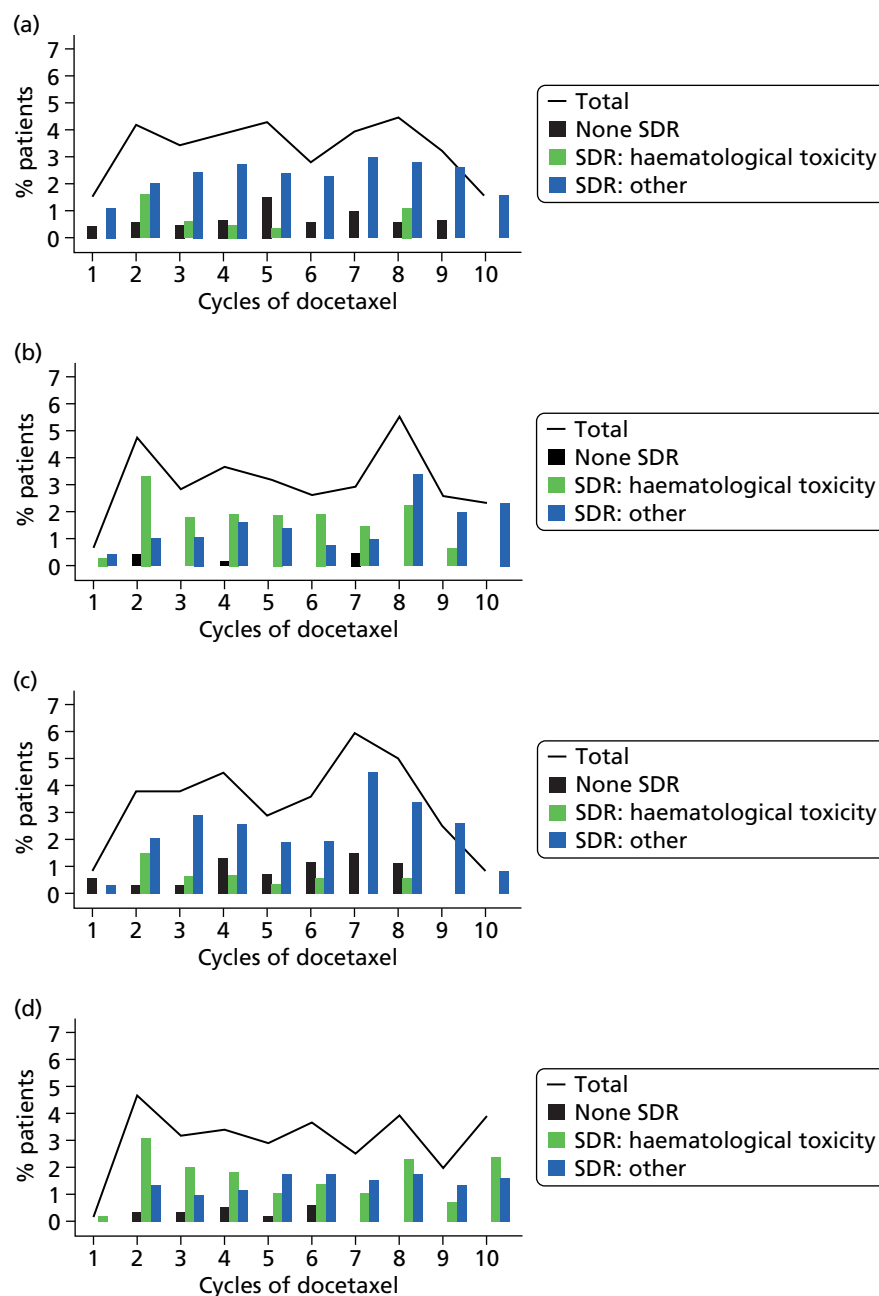 (a)
7
6
5
4
3
2
1
0
% patients
1 2 3 4 5 6 7 8 9 10
Cycles of docetaxel
Total
None SDR
SDR: haematological toxicity
SDR: other
(b)
7
6
5
4
3
2
1
0
% patients
1 2 3 4 5 6 7 8 9 10
Cycles of docetaxel
Total
None SDR
SDR: haematological toxicity
SDR: other
(c)
7
6
5
4
3
2
1
0
% patients
1 2 3 4 5 6 7 8 9 10
Cycles of docetaxel
Total
None SDR
SDR: haematological toxicity
SDR: other
(d)
7
6
5
4
3
2
1
0
% patients
1 2 3 4 5 6 7 8 9 10
Cycles of docetaxel
Total
None SDR
SDR: haematological toxicity
SDR: other